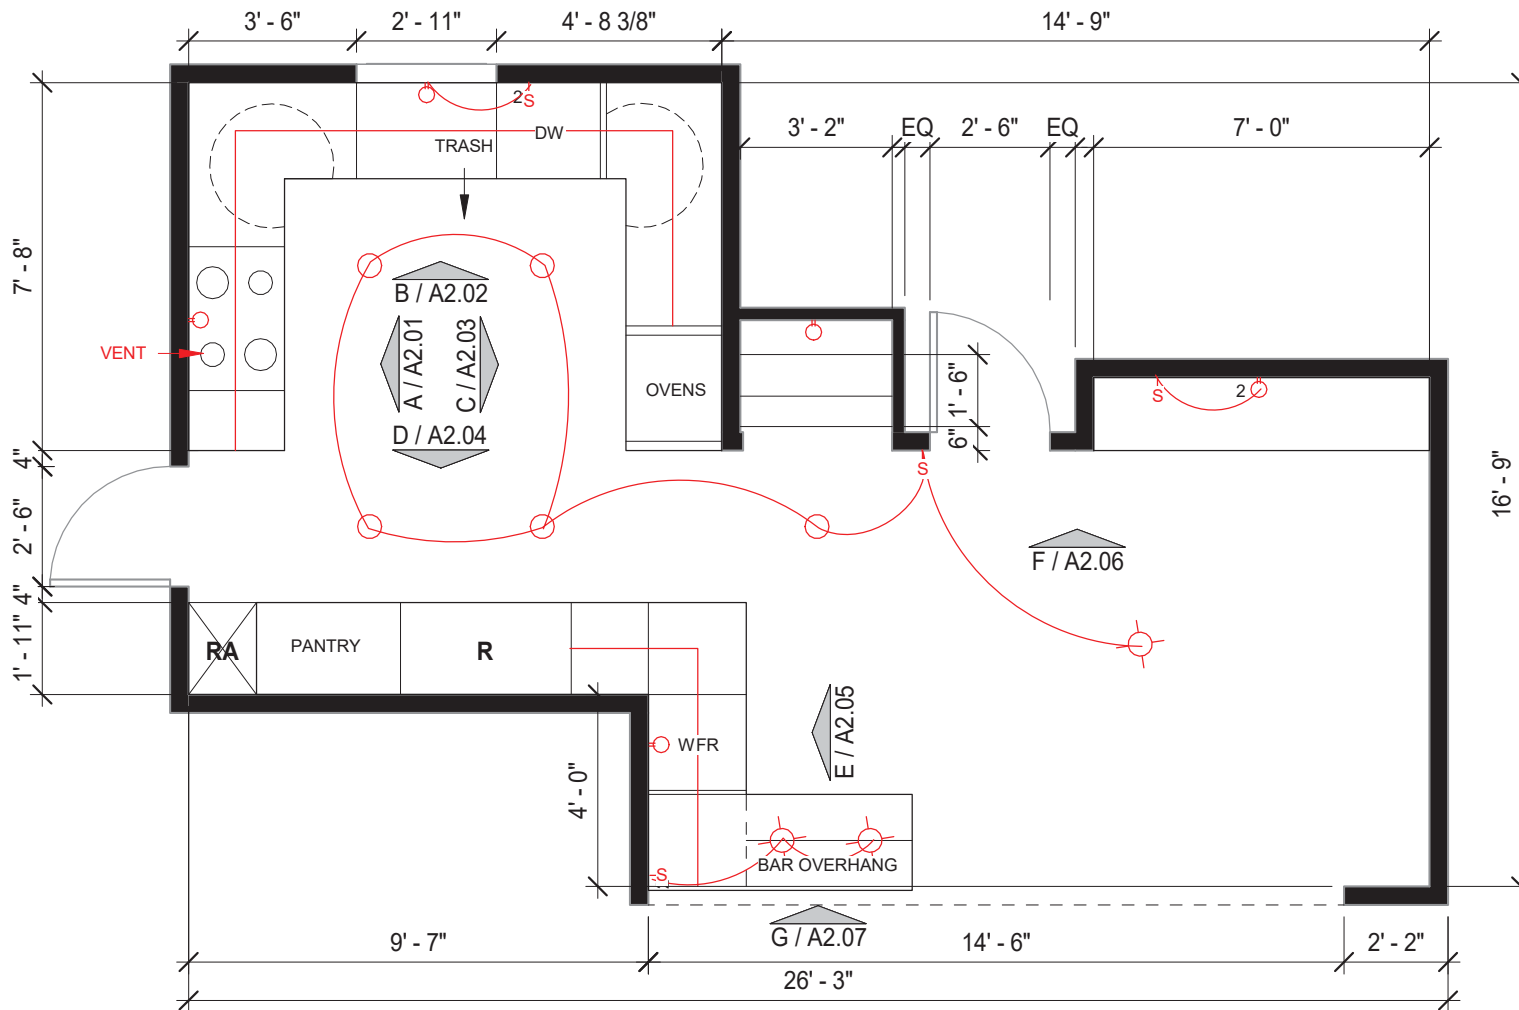 3' - 6" 2' - 11" 4' - 8 3/8" 14' - 9"
3' - 2" EQ 2' - 6" EQ 7' - 0"
2 S
DW
TRASH
7' - 8"
B / A2.02
A / A2.01
C / A2.03
D / A2.04
VENT
OVENS
1' - 6"
6"
S
2
S
16' - 9"
4"
2' - 6"
4"
1' - 11"
F / A2.06
RA
PANTRY
R
E / A2.05
WFR
4' - 0"
S
BAR OVERHANG
G / A2.07
9' - 7" 14' - 6" 2' - 2"
26' - 3"